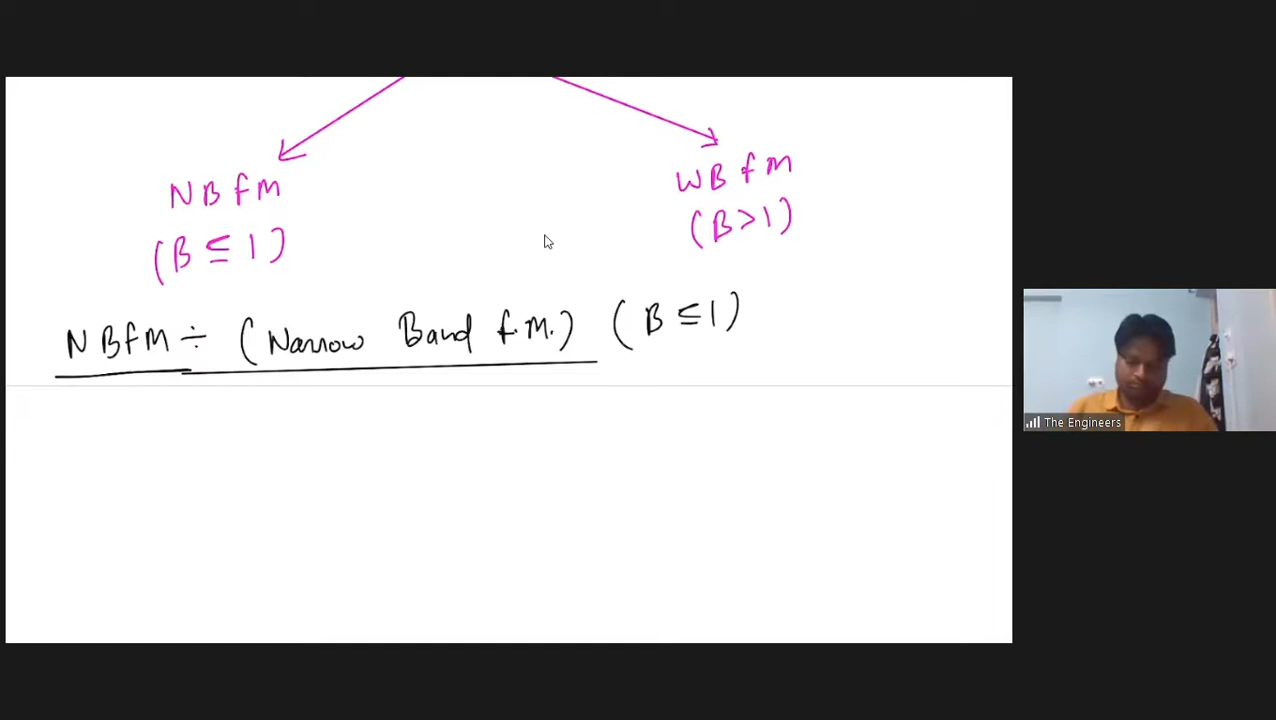 NBfM
WBfM
(B ≤ 1)
(B > 1)
NBfM ÷ (Narrow Band f.M.) (B ≤ 1)
The Engineers